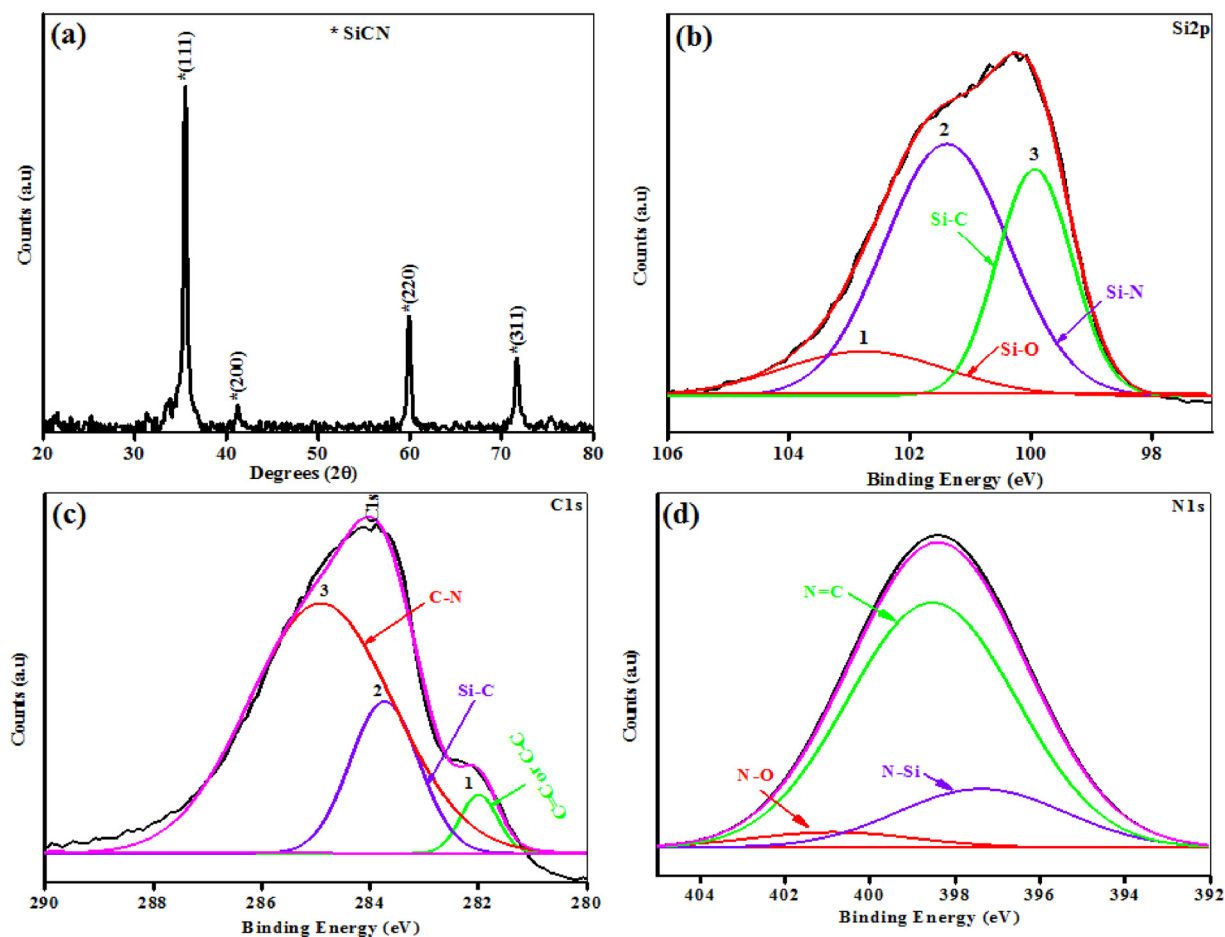 (a)
* SiCN
*(111)
*(200)
*(220)
*(311)
Counts (a.u)
20 30 40 50 60 70 80
Degrees (2θ)
(b)
Si2p
2
3
Si-C
Si-N
1
Si-O
Counts (a.u)
106 104 102 100 98
Binding Energy (eV)
(c)
C1s
C1s
3
C-N
2
Si-C
1
C=C or C-C
Counts (a.u)
290 288 286 284 282 280
Binding Energy (eV)
(d)
N1s
N=C
N-O
N-Si
Counts (a.u)
404 402 400 398 396 394 392
Binding Energy (eV)